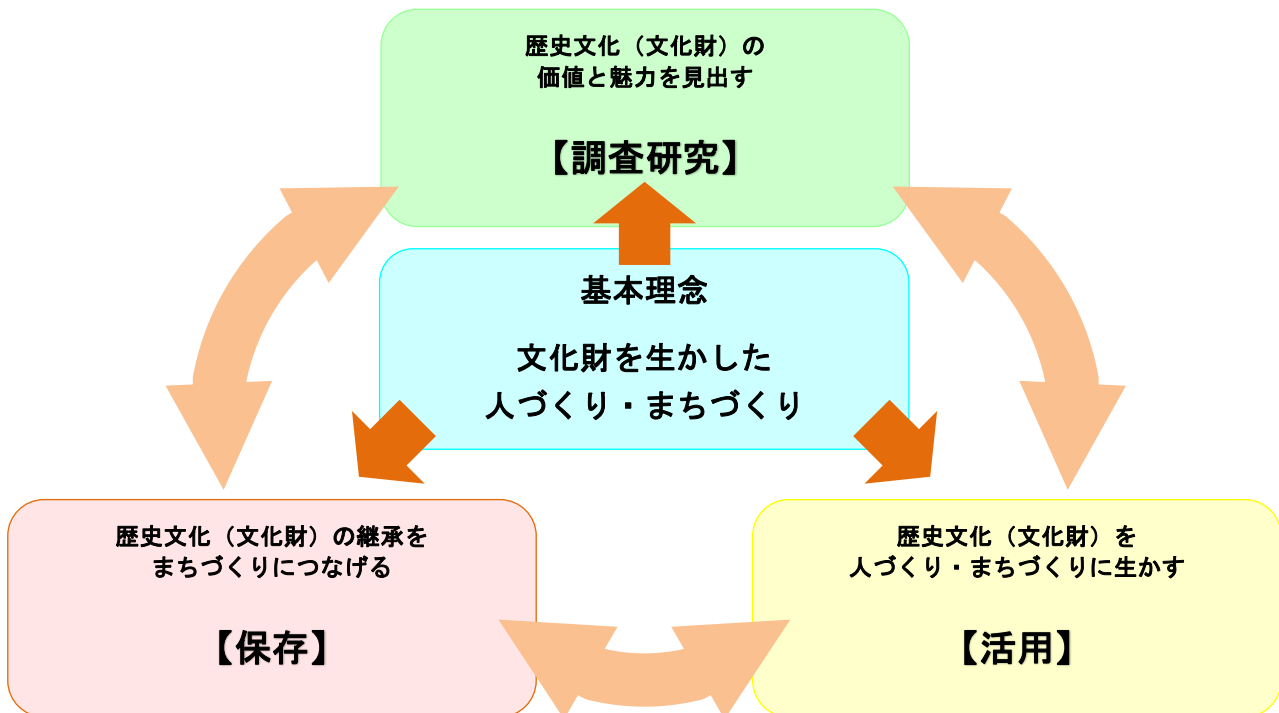 歴史文化（文化財）の
価値と魅力を見出す
【調査研究】
基本理念
文化財を生かした
人づくり・まちづくり
歴史文化（文化財）の継承を
まちづくりにつなげる
【保存】
歴史文化（文化財）を
人づくり・まちづくりに生かす
【活用】